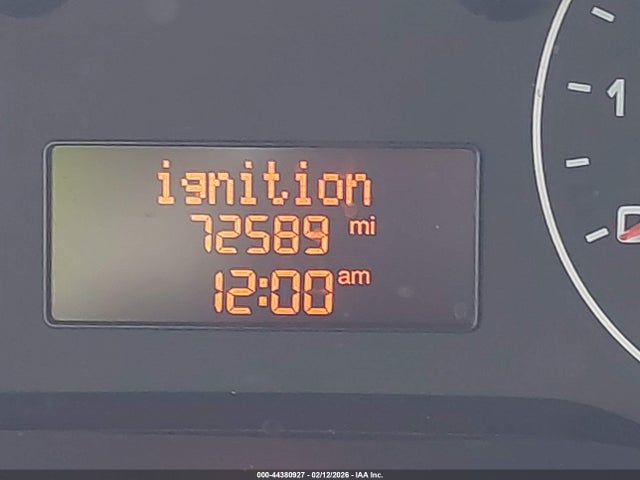 ignition
72589 mi
12:00 am
1
000-44380927 - 02/12/2026 - IAA Inc.